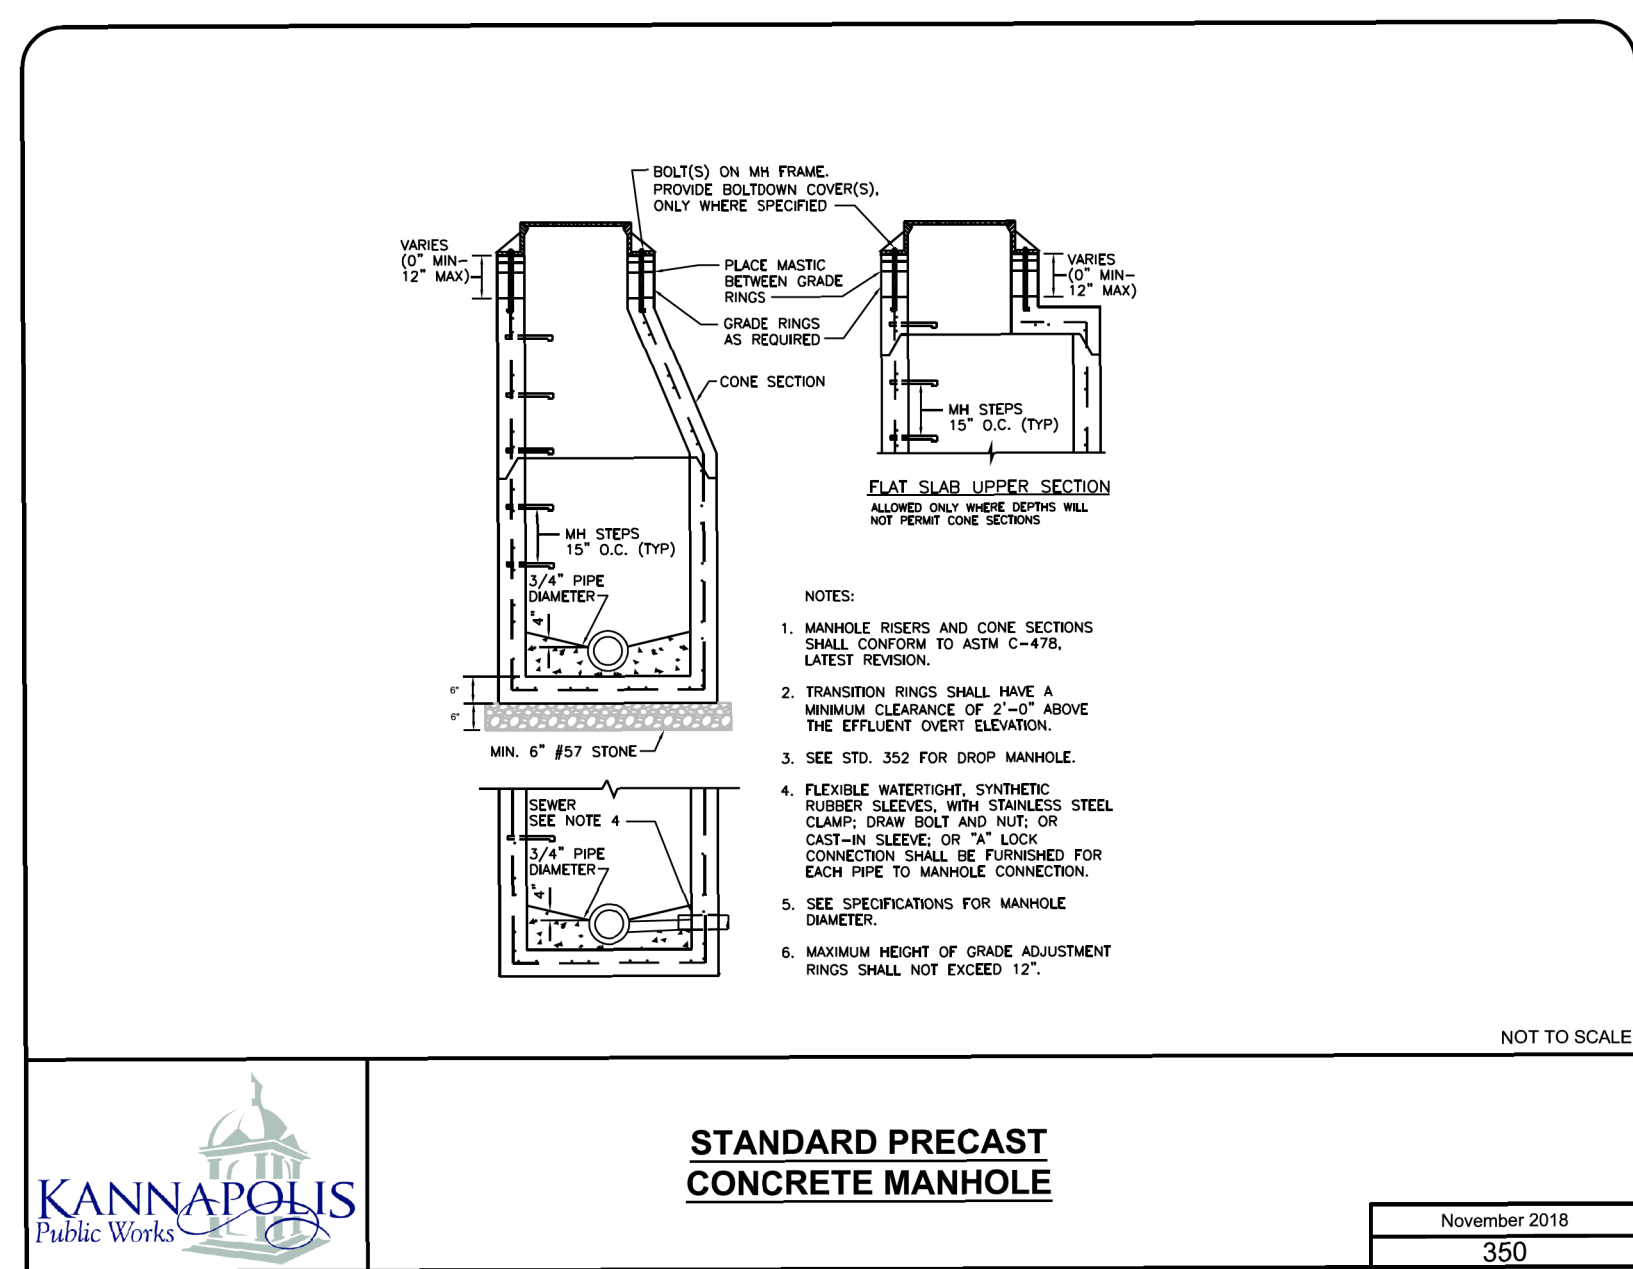 BOLT(S) ON MH FRAME.
PROVIDE BOLTDOWN COVER(S),
ONLY WHERE SPECIFIED
VARIES
(0" MIN-
12" MAX)
PLACE MASTIC
BETWEEN GRADE
RINGS
GRADE RINGS
AS REQUIRED
CONE SECTION
VARIES
(0" MIN-
12" MAX)
MH STEPS
15" O.C. (TYP)
FLAT SLAB UPPER SECTION
ALLOWED ONLY WHERE DEPTHS WILL
NOT PERMIT CONE SECTIONS
MH STEPS
15" O.C. (TYP)
3/4" PIPE
DIAMETER
4"
6"
6"
MIN. 6" #57 STONE
SEWER
SEE NOTE 4
3/4" PIPE
DIAMETER
4"
NOTES:
1. MANHOLE RISERS AND CONE SECTIONS
SHALL CONFORM TO ASTM C-478,
LATEST REVISION.
2. TRANSITION RINGS SHALL HAVE A
MINIMUM CLEARANCE OF 2'-0" ABOVE
THE EFFLUENT OVERT ELEVATION.
3. SEE STD. 352 FOR DROP MANHOLE.
4. FLEXIBLE WATERTIGHT, SYNTHETIC
RUBBER SLEEVES, WITH STAINLESS STEEL
CLAMP; DRAW BOLT AND NUT; OR
CAST-IN SLEEVE; OR "A" LOCK
CONNECTION SHALL BE FURNISHED FOR
EACH PIPE TO MANHOLE CONNECTION.
5. SEE SPECIFICATIONS FOR MANHOLE
DIAMETER.
6. MAXIMUM HEIGHT OF GRADE ADJUSTMENT
RINGS SHALL NOT EXCEED 12".
NOT TO SCALE
KANNAPOLIS
Public Works
STANDARD PRECAST
CONCRETE MANHOLE
November 2018
350